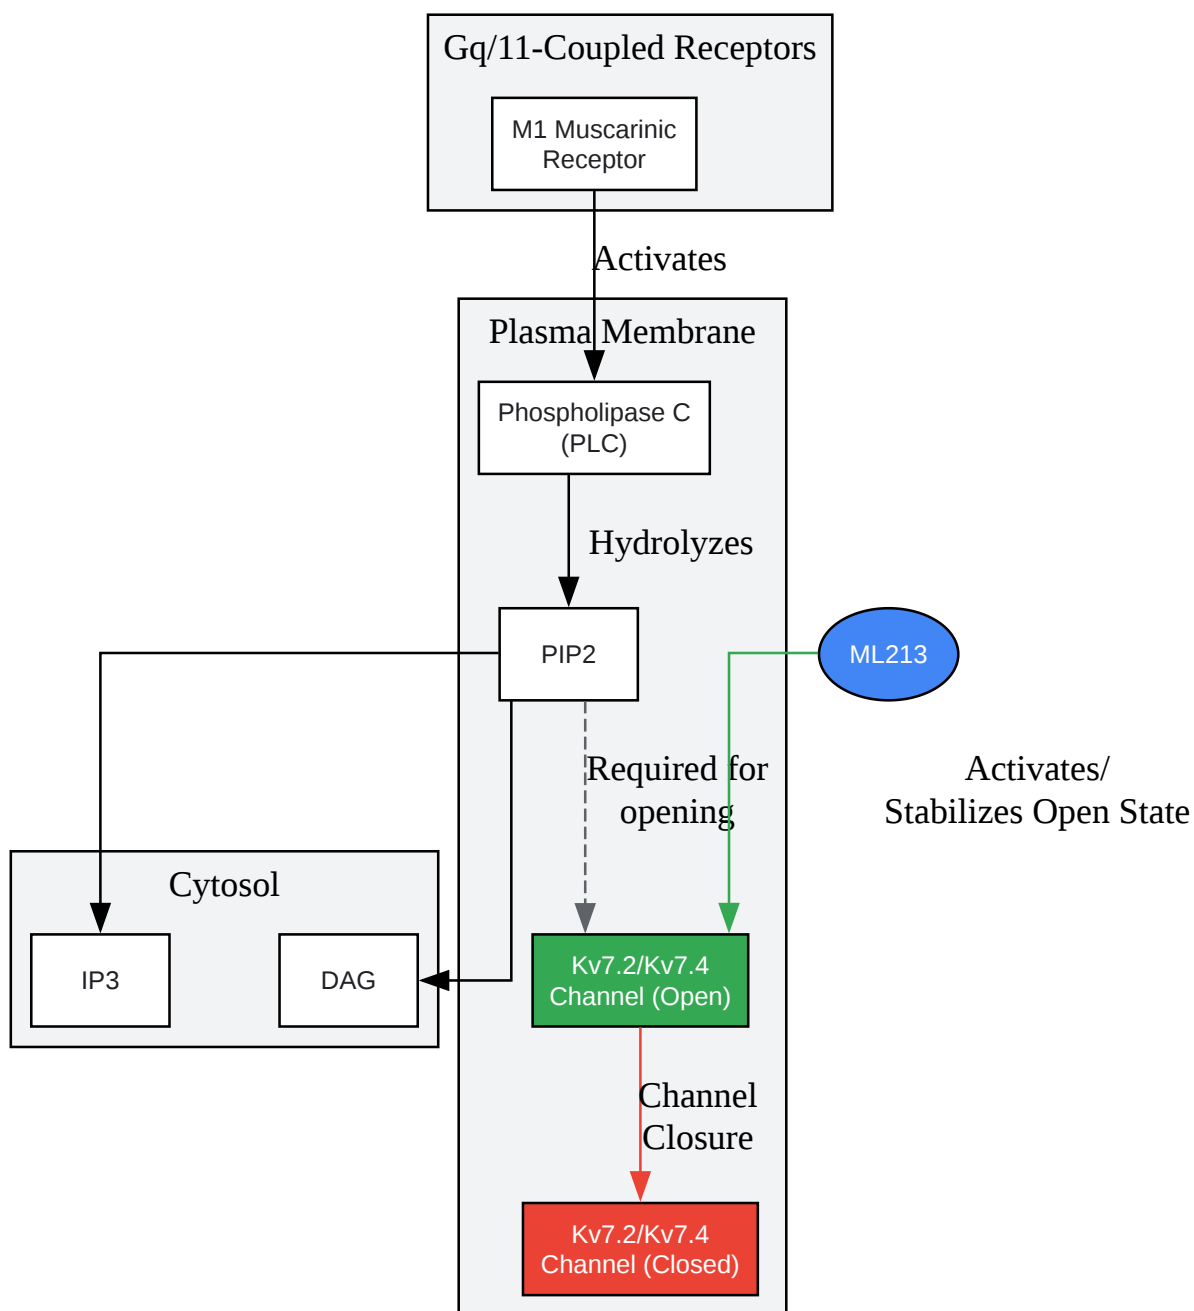 Gq/11-Coupled Receptors
M1 Muscarinic
Receptor
Activates
Plasma Membrane
Phospholipase C
(PLC)
Hydrolyzes
PIP2
ML213
Required for
opening
Activates/
Stabilizes Open State
Cytosol
IP3
DAG
Kv7.2/Kv7.4
Channel (Open)
Channel
Closure
Kv7.2/Kv7.4
Channel (Closed)